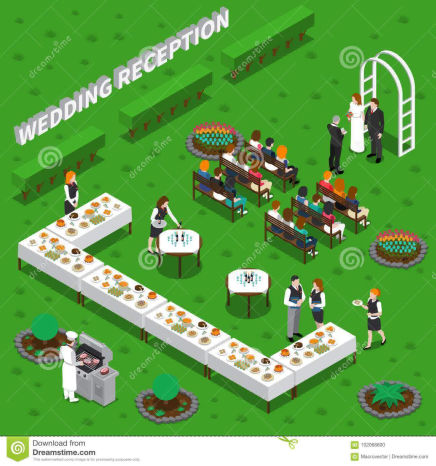 WEDDING RECEPTION
dreamstime
Download from
Dreamstime.com
This watermarked comp image is for previewing purposes only.
102068600
Macrovector | Dreamstime.com